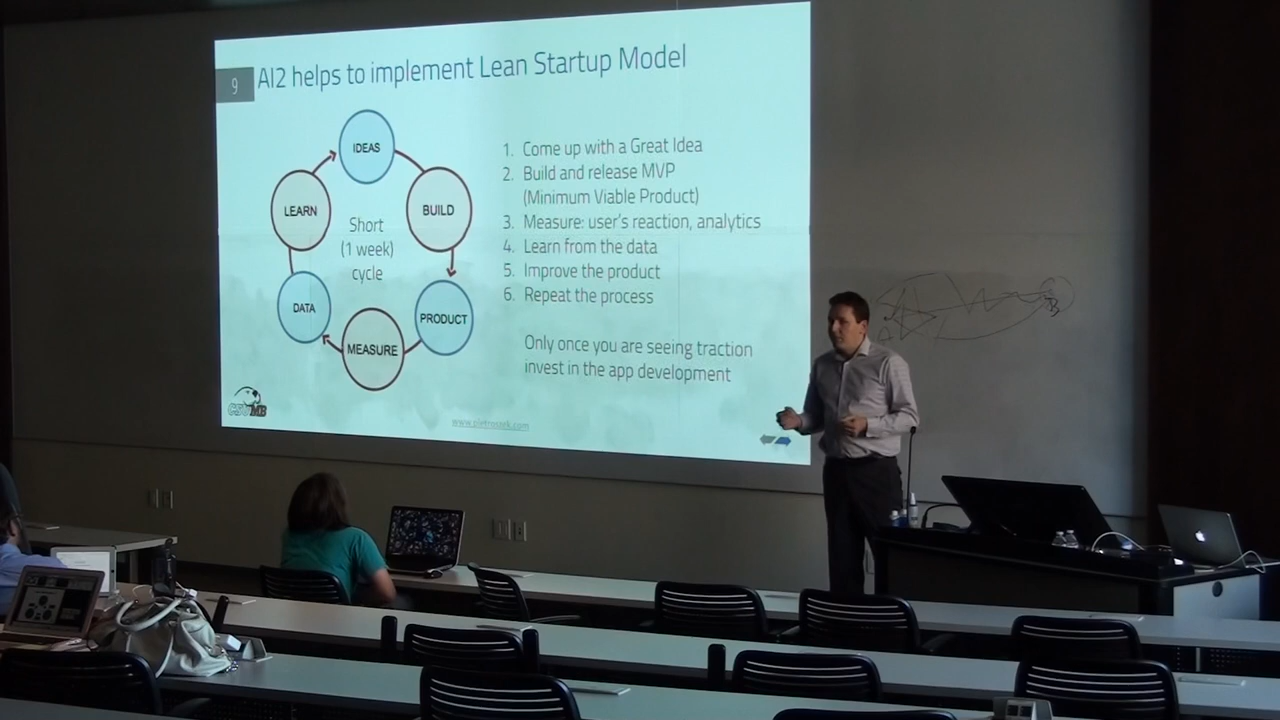 9
AI2 helps to implement Lean Startup Model
IDEAS
BUILD
PRODUCT
MEASURE
DATA
LEARN
Short
(1 week)
cycle
1. Come up with a Great Idea
2. Build and release MVP
(Minimum Viable Product)
3. Measure: user's reaction, analytics
4. Learn from the data
5. Improve the product
6. Repeat the process
Only once you are seeing traction
invest in the app development
CSUMB